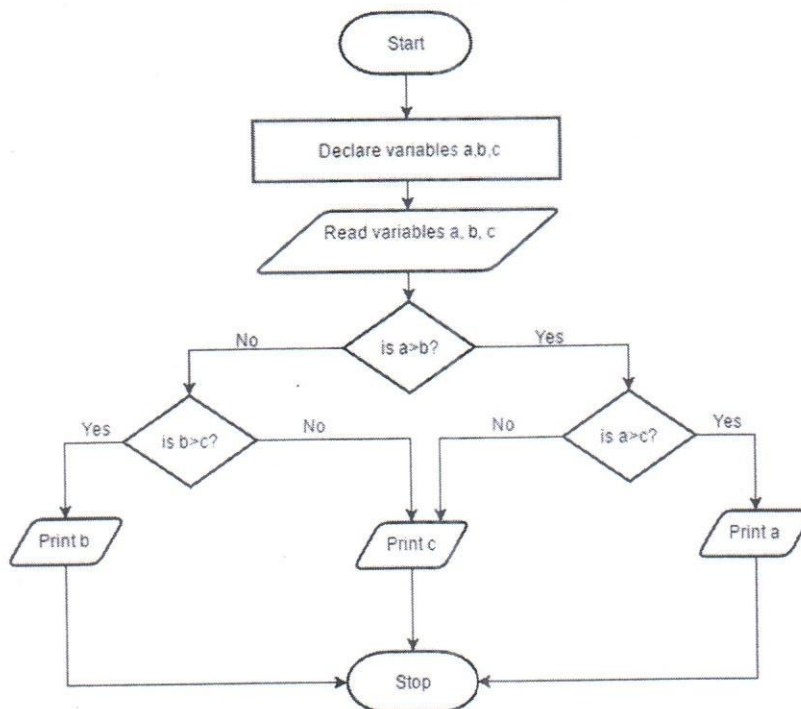 Start
Declare variables a,b,c
Read variables a, b, c
is a>b?
No
Yes
is b>c?
Yes
No
is a>c?
No
Yes
Print b
Print c
Print a
Stop